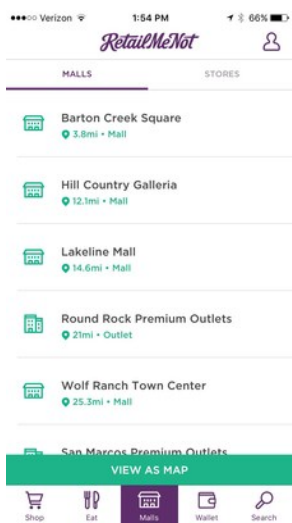 Verizon 1:54 PM 66%
RetailMeNot
MALLS STORES
Barton Creek Square
3.8mi • Mall
Hill Country Galleria
12.1mi • Mall
Lakeline Mall
14.6mi • Mall
Round Rock Premium Outlets
21mi • Outlet
Wolf Ranch Town Center
25.3mi • Mall
San Marcos Premium Outlets
VIEW AS MAP
Shop Eat Malls Wallet Search